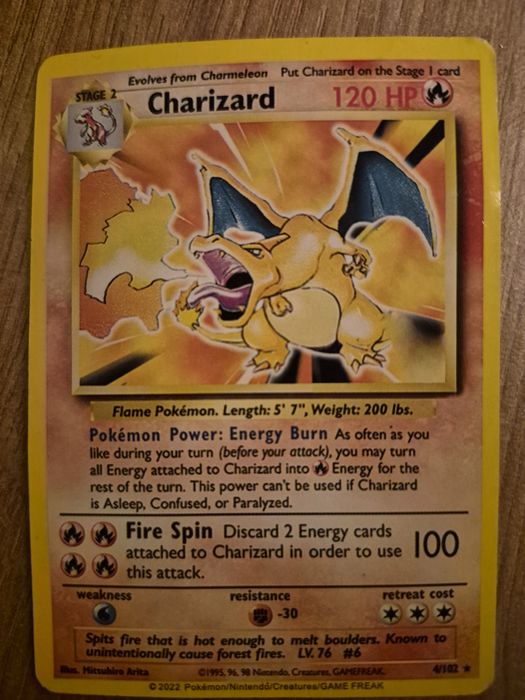 Evolves from Charmeleon Put Charizard on the Stage 1 card
STAGE 2 Charizard 120 HP
Flame Pokémon. Length: 5' 7", Weight: 200 lbs.
Pokémon Power: Energy Burn As often as you
like during your turn (before your attack), you may turn
all Energy attached to Charizard into Energy for the
rest of the turn. This power can't be used if Charizard
is Asleep, Confused, or Paralyzed.
Fire Spin Discard 2 Energy cards
attached to Charizard in order to use 100
this attack.
weakness resistance retreat cost
-30
Spits fire that is hot enough to melt boulders. Known to
unintentionally cause forest fires. LV. 76 #6
Illus. Mitsuhiro Arita ©1995, 96, 98 Nintendo, Creatures, GAMEFREAK. 4/102 ★
©2022 Pokémon/Nintendo/Creatures/GAME FREAK